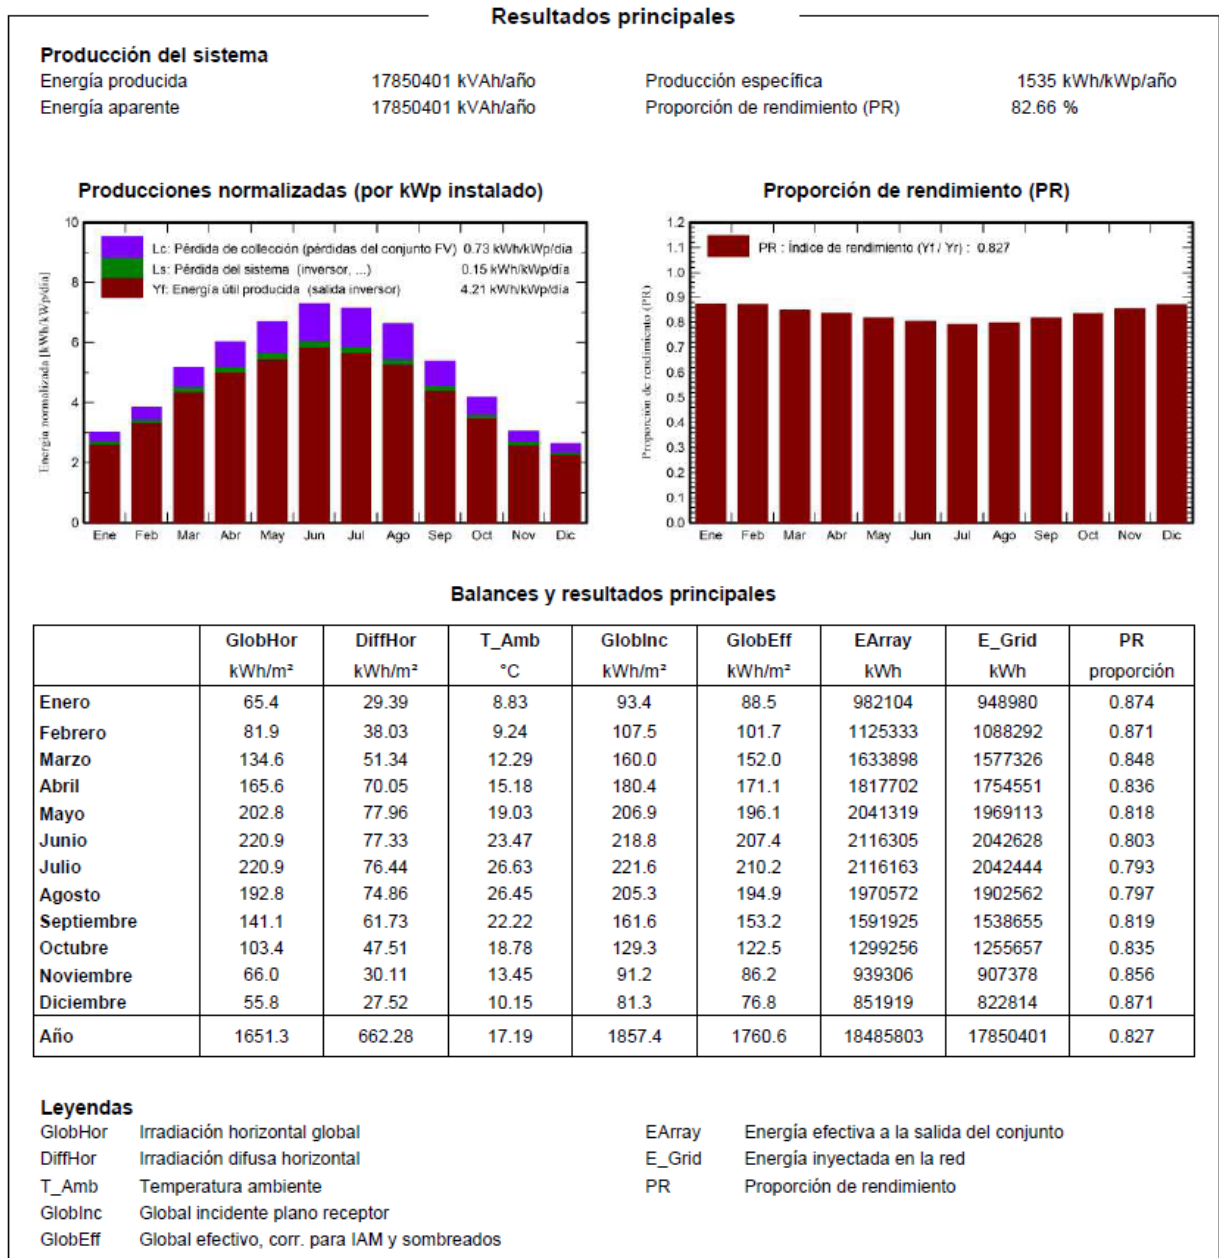 Resultados principales
Producción del sistema
Energía producida 17850401 kVAh/año Producción específica 1535 kWh/kWp/año
Energía aparente 17850401 kVAh/año Proporción de rendimiento (PR) 82.66 %
Producciones normalizadas (por kWp instalado)
Lc: Pérdida de collección (pérdidas del conjunto FV) 0.73 kWh/kWp/día
Ls: Pérdida del sistema (inversor, ...) 0.15 kWh/kWp/día
Yf: Energía útil producida (salida inversor) 4.21 kWh/kWp/día
Energía normalizada [kWh/kWp/día]
10
8
6
4
2
0
Ene Feb Mar Abr May Jun Jul Ago Sep Oct Nov Dic
Proporción de rendimiento (PR)
PR : Índice de rendimiento (Yf / Yr) : 0.827
Proporción de rendimiento (PR)
1.2
1.1
1.0
0.9
0.8
0.7
0.6
0.5
0.4
0.3
0.2
0.1
0.0
Ene Feb Mar Abr May Jun Jul Ago Sep Oct Nov Dic
Balances y resultados principales
GlobHor DiffHor T_Amb GlobInc GlobEff EArray E_Grid PR
kWh/m² kWh/m² °C kWh/m² kWh/m² kWh kWh proporción
Enero 65.4 29.39 8.83 93.4 88.5 982104 948980 0.874
Febrero 81.9 38.03 9.24 107.5 101.7 1125333 1088292 0.871
Marzo 134.6 51.34 12.29 160.0 152.0 1633898 1577326 0.848
Abril 165.6 70.05 15.18 180.4 171.1 1817702 1754551 0.836
Mayo 202.8 77.96 19.03 206.9 196.1 2041319 1969113 0.818
Junio 220.9 77.33 23.47 218.8 207.4 2116305 2042628 0.803
Julio 220.9 76.44 26.63 221.6 210.2 2116163 2042444 0.793
Agosto 192.8 74.86 26.45 205.3 194.9 1970572 1902562 0.797
Septiembre 141.1 61.73 22.22 161.6 153.2 1591925 1538655 0.819
Octubre 103.4 47.51 18.78 129.3 122.5 1299256 1255657 0.835
Noviembre 66.0 30.11 13.45 91.2 86.2 939306 907378 0.856
Diciembre 55.8 27.52 10.15 81.3 76.8 851919 822814 0.871
Año 1651.3 662.28 17.19 1857.4 1760.6 18485803 17850401 0.827
Leyendas
GlobHor Irradiación horizontal global EArray Energía efectiva a la salida del conjunto
DiffHor Irradiación difusa horizontal E_Grid Energía inyectada en la red
T_Amb Temperatura ambiente PR Proporción de rendimiento
GlobInc Global incidente plano receptor
GlobEff Global efectivo, corr. para IAM y sombreados